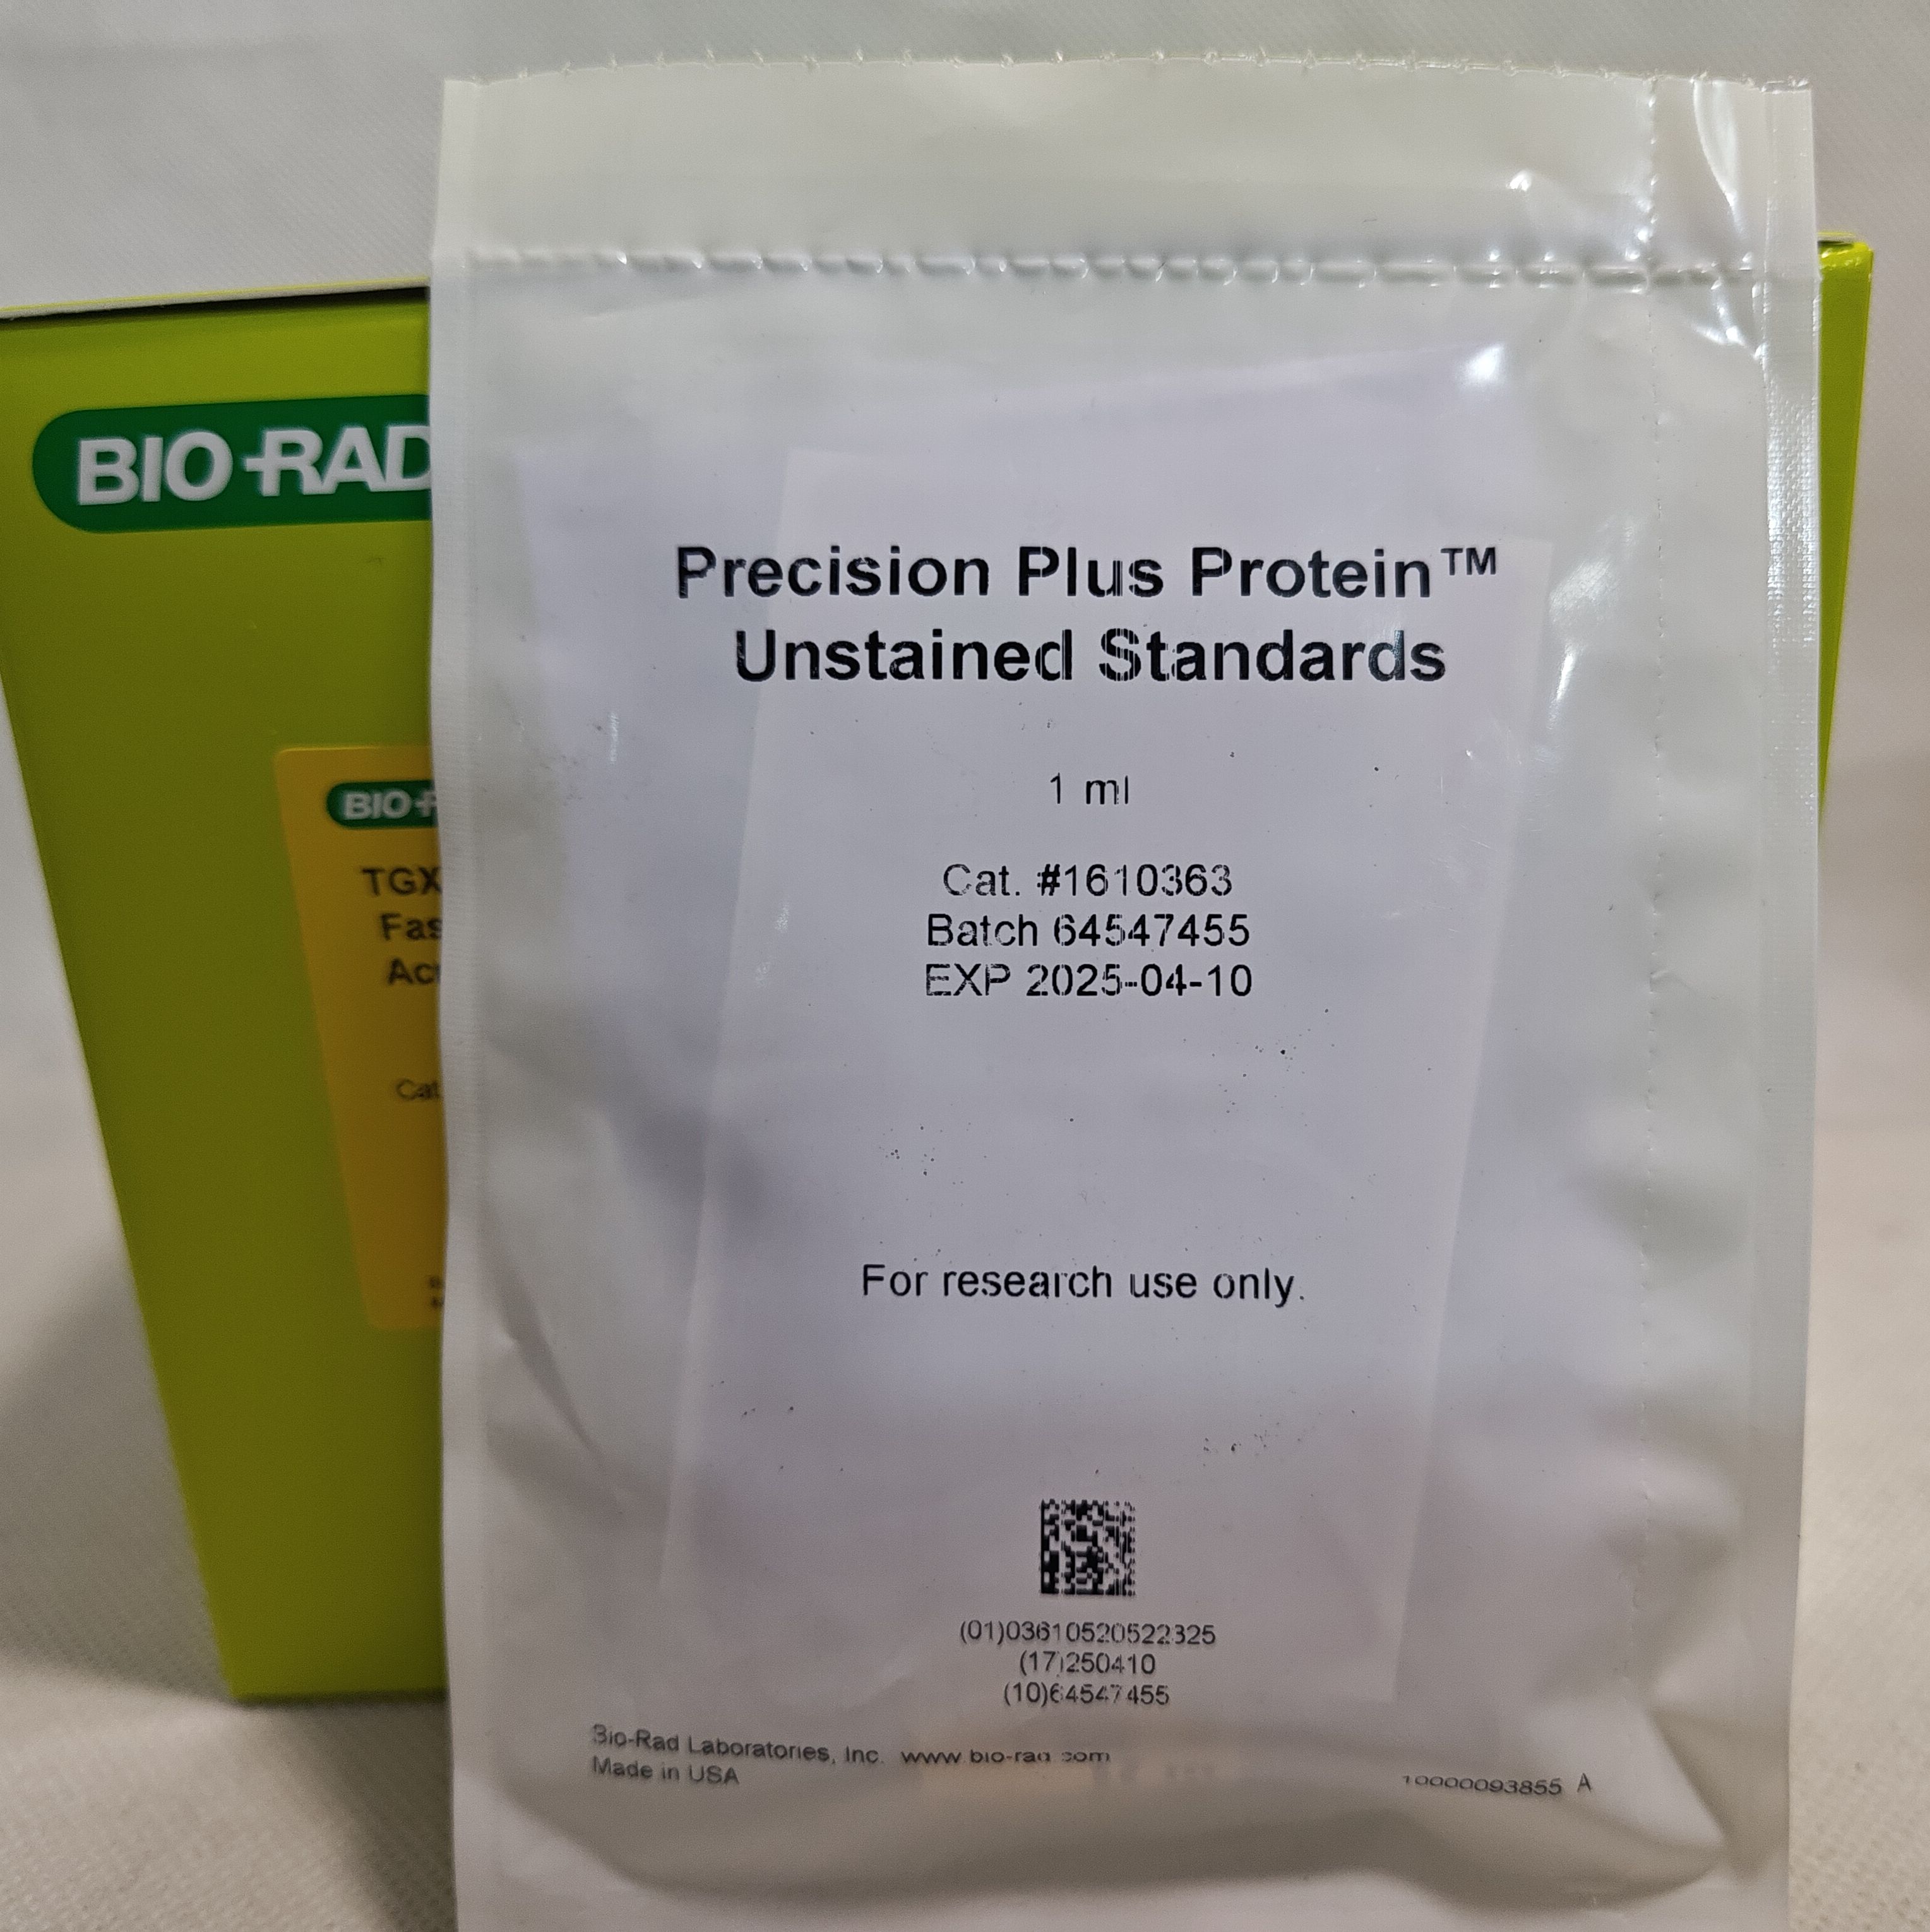 BIO-RAD
BIO-R
TGX
Fas
Acr
Cat
Precision Plus Protein™
Unstained Standards
1 ml
Cat. #1610363
Batch 64547455
EXP 2025-04-10
For research use only.
(01)03610520522325
(17)250410
(10)64547455
Bio-Rad Laboratories, Inc. www.bio-rad.com
Made in USA
10000093855 A